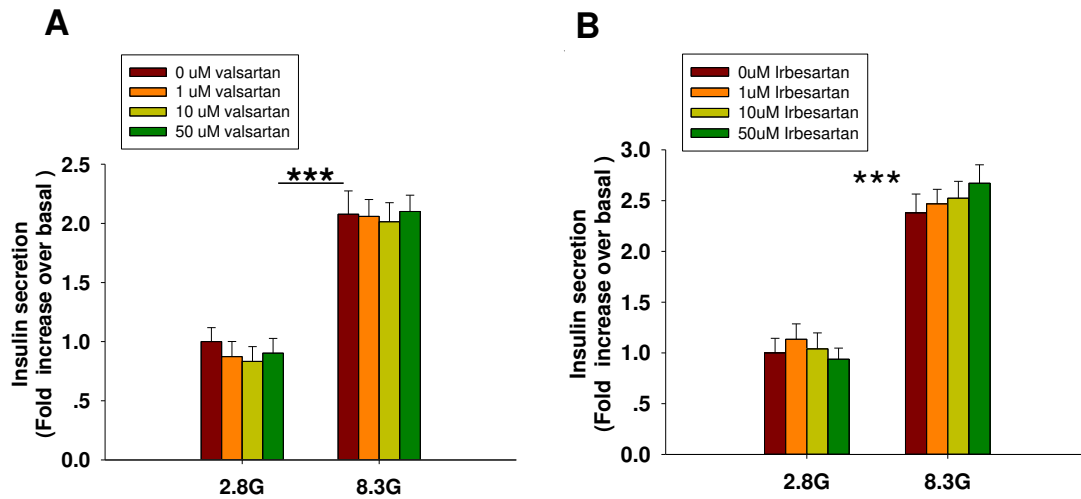 A
0 uM valsartan
1 uM valsartan
10 uM valsartan
50 uM valsartan
***
Insulin secretion
(Fold increase over basal )
2.5
2.0
1.5
1.0
.5
0.0
2.8G
8.3G
B
0uM Irbesartan
1uM Irbesartan
10uM Irbesartan
50uM Irbesartan
***
Insulin secretion
(Fold increase over basal )
3.0
2.5
2.0
1.5
1.0
.5
0.0
2.8G
8.3G